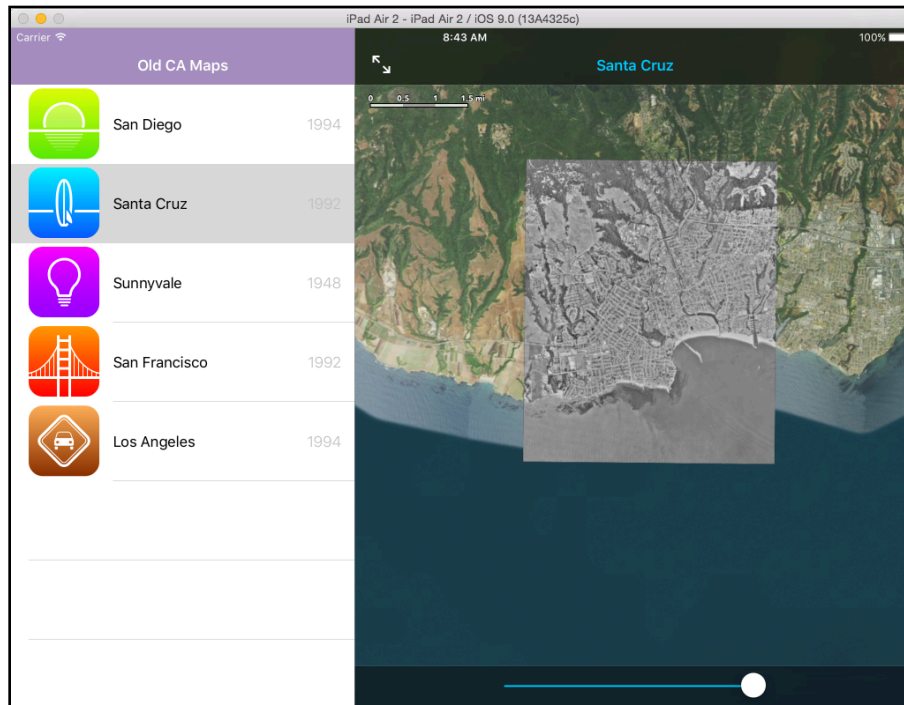 iPad Air 2 - iPad Air 2 / iOS 9.0 (13A4325c)
Carrier 8:43 AM 100%
Old CA Maps
Santa Cruz
0 0.5 1 1.5 mi
San Diego 1994
Santa Cruz 1992
Sunnyvale 1948
San Francisco 1992
Los Angeles 1994